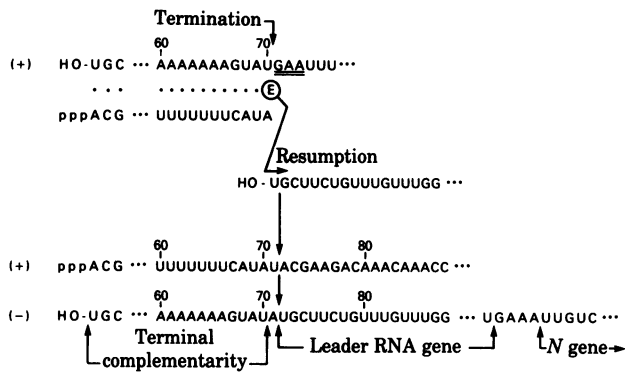 Termination
60 70
(+) HO-UGC ··· AAAAAAAGUAUGAAUUU···
··· ·········· E
pppACG ··· UUUUUUUCAUA
Resumption
HO - UGCUUCUGUUUGUUUGG ···
60 70 80
(+) pppACG ··· UUUUUUUCAUAUACGAAGACAAACAAACC ···
60 70 80
(-) HO-UGC ··· AAAAAAAGUAUAUGCUUCUGUUUGUUUGG ··· UGAAAUUGUC ···
Terminal complementarity
Leader RNA gene
N gene